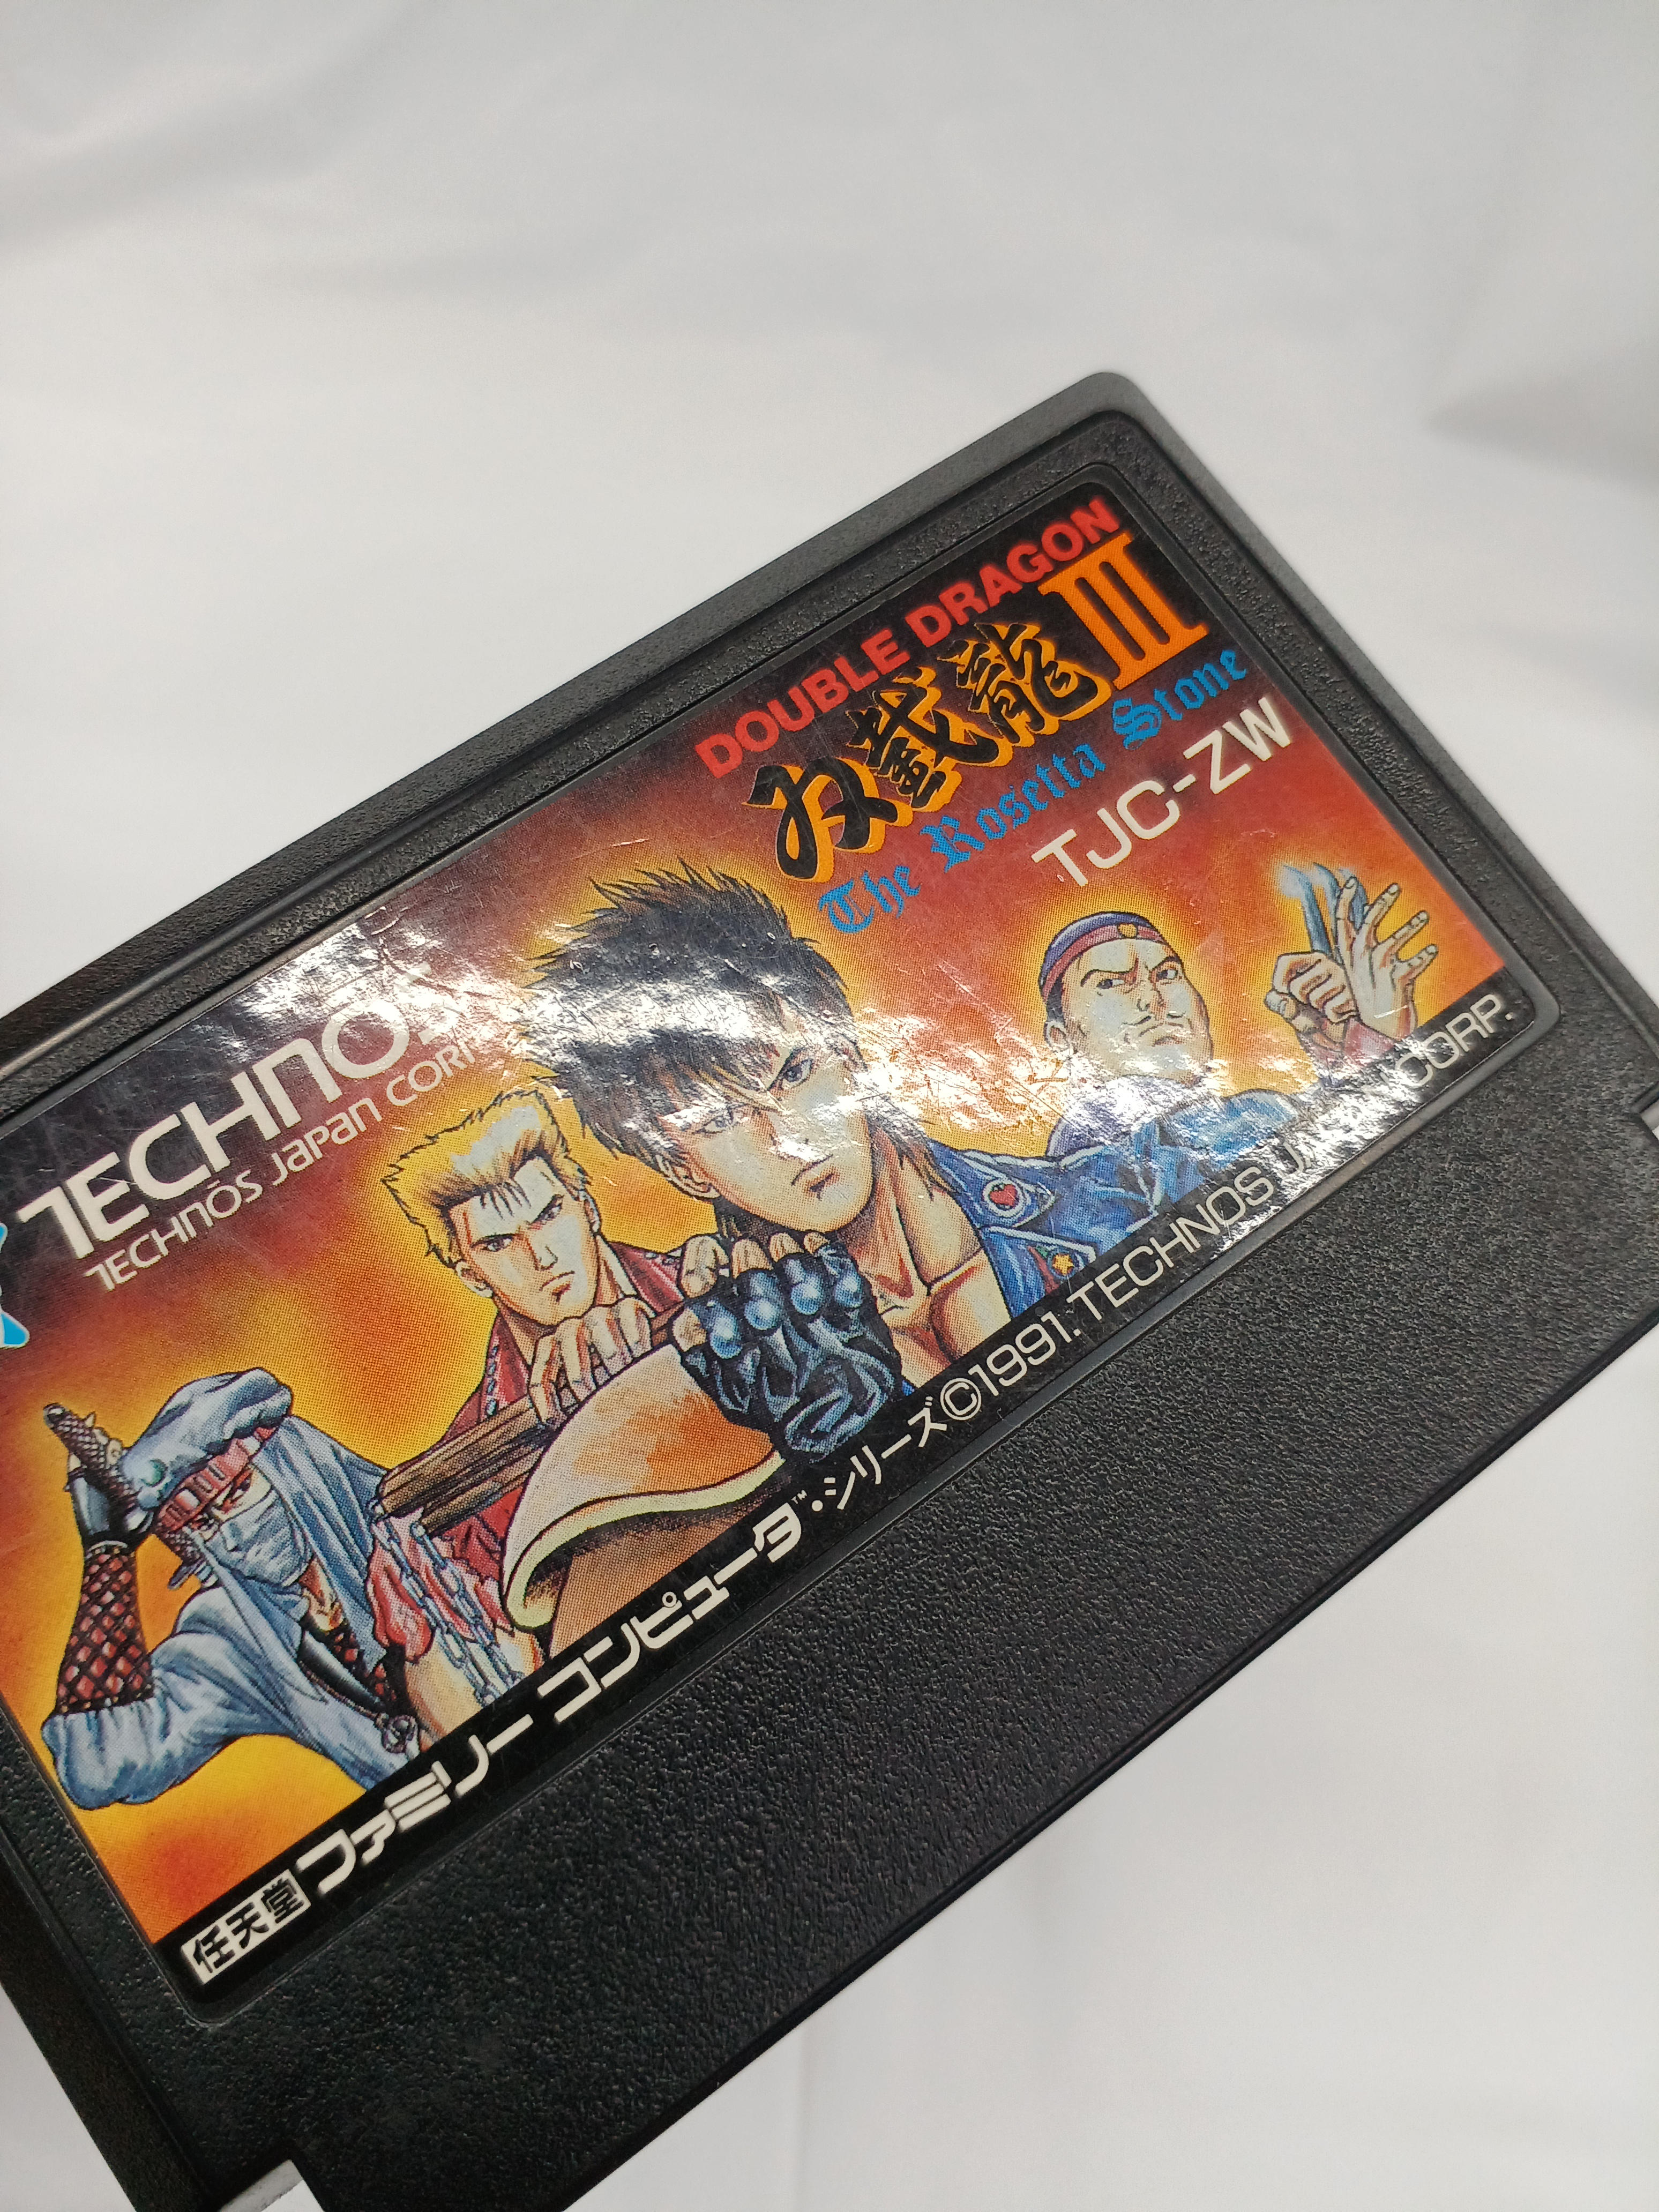 DOUBLE DRAGON
双截龍III
The Rosetta Stone
TJC-ZW
TECHNOS
TECHNOS JAPAN CORP.
任天堂 ファミリーコンピュータ™・シリーズ©1991. TECHNOS JAPAN CORP.